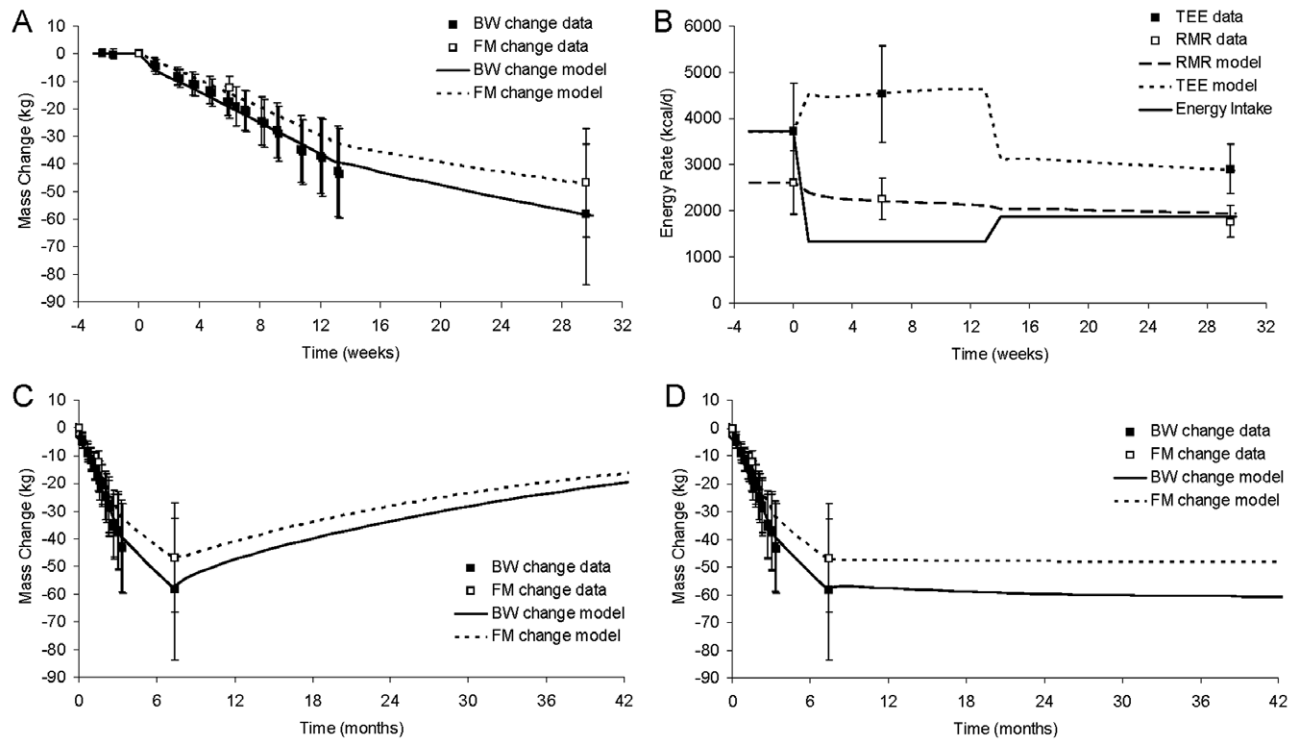 A
Mass Change (kg)
10
0
-10
-20
-30
-40
-50
-60
-70
-80
-90
BW change data
FM change data
BW change model
FM change model
-4 0 4 8 12 16 20 24 28 32
Time (weeks)
B
Energy Rate (kcal/d)
6000
5000
4000
3000
2000
1000
0
TEE data
RMR data
RMR model
TEE model
Energy Intake
-4 0 4 8 12 16 20 24 28 32
Time (weeks)
C
Mass Change (kg)
10
0
-10
-20
-30
-40
-50
-60
-70
-80
-90
BW change data
FM change data
BW change model
FM change model
0 6 12 18 24 30 36 42
Time (months)
D
Mass Change (kg)
10
0
-10
-20
-30
-40
-50
-60
-70
-80
-90
BW change data
FM change data
BW change model
FM change model
0 6 12 18 24 30 36 42
Time (months)